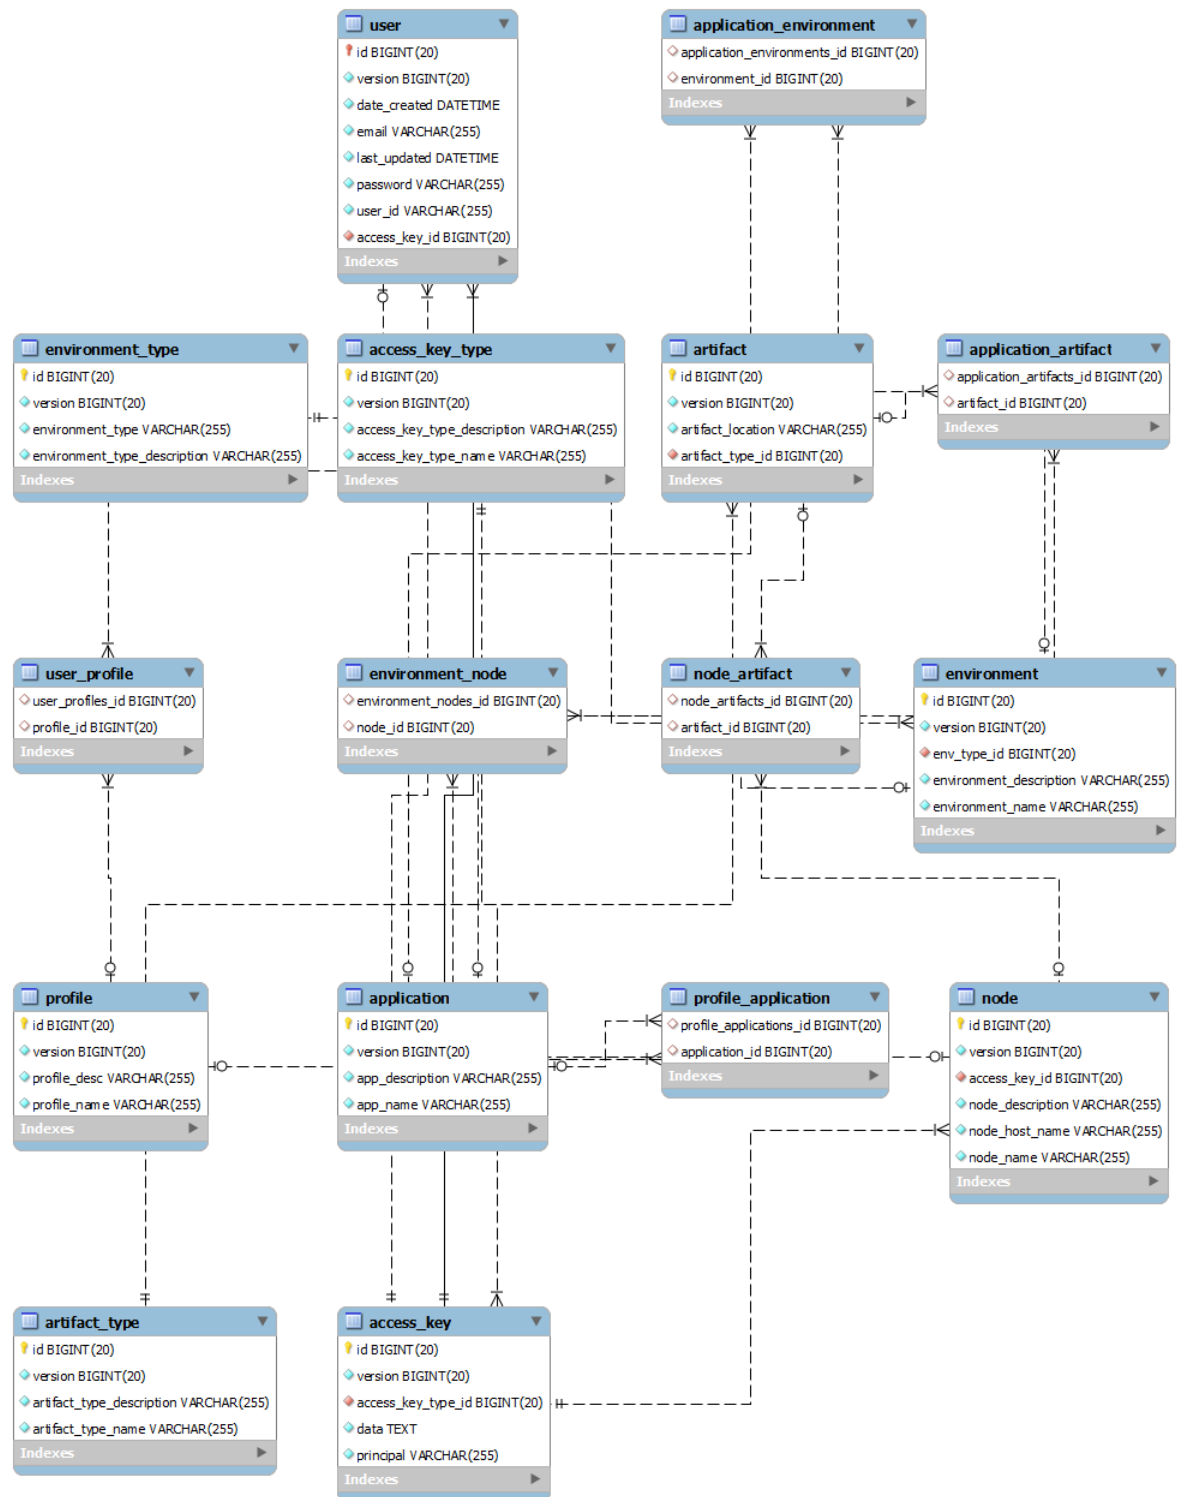 user
id BIGINT(20)
version BIGINT(20)
date_created DATETIME
email VARCHAR(255)
last_updated DATETIME
password VARCHAR(255)
user_id VARCHAR(255)
access_key_id BIGINT(20)
Indexes
application_environment
application_environments_id BIGINT(20)
environment_id BIGINT(20)
Indexes
environment_type
id BIGINT(20)
version BIGINT(20)
environment_type VARCHAR(255)
environment_type_description VARCHAR(255)
Indexes
access_key_type
id BIGINT(20)
version BIGINT(20)
access_key_type_description VARCHAR(255)
access_key_type_name VARCHAR(255)
Indexes
artifact
id BIGINT(20)
version BIGINT(20)
artifact_location VARCHAR(255)
artifact_type_id BIGINT(20)
Indexes
application_artifact
application_artifacts_id BIGINT(20)
artifact_id BIGINT(20)
Indexes
user_profile
user_profiles_id BIGINT(20)
profile_id BIGINT(20)
Indexes
environment_node
environment_nodes_id BIGINT(20)
node_id BIGINT(20)
Indexes
node_artifact
node_artifacts_id BIGINT(20)
artifact_id BIGINT(20)
Indexes
environment
id BIGINT(20)
version BIGINT(20)
env_type_id BIGINT(20)
environment_description VARCHAR(255)
environment_name VARCHAR(255)
Indexes
profile
id BIGINT(20)
version BIGINT(20)
profile_desc VARCHAR(255)
profile_name VARCHAR(255)
Indexes
application
id BIGINT(20)
version BIGINT(20)
app_description VARCHAR(255)
app_name VARCHAR(255)
Indexes
profile_application
profile_applications_id BIGINT(20)
application_id BIGINT(20)
Indexes
node
id BIGINT(20)
version BIGINT(20)
access_key_id BIGINT(20)
node_description VARCHAR(255)
node_host_name VARCHAR(255)
node_name VARCHAR(255)
Indexes
artifact_type
id BIGINT(20)
version BIGINT(20)
artifact_type_description VARCHAR(255)
artifact_type_name VARCHAR(255)
Indexes
access_key
id BIGINT(20)
version BIGINT(20)
access_key_type_id BIGINT(20)
data TEXT
principal VARCHAR(255)
Indexes